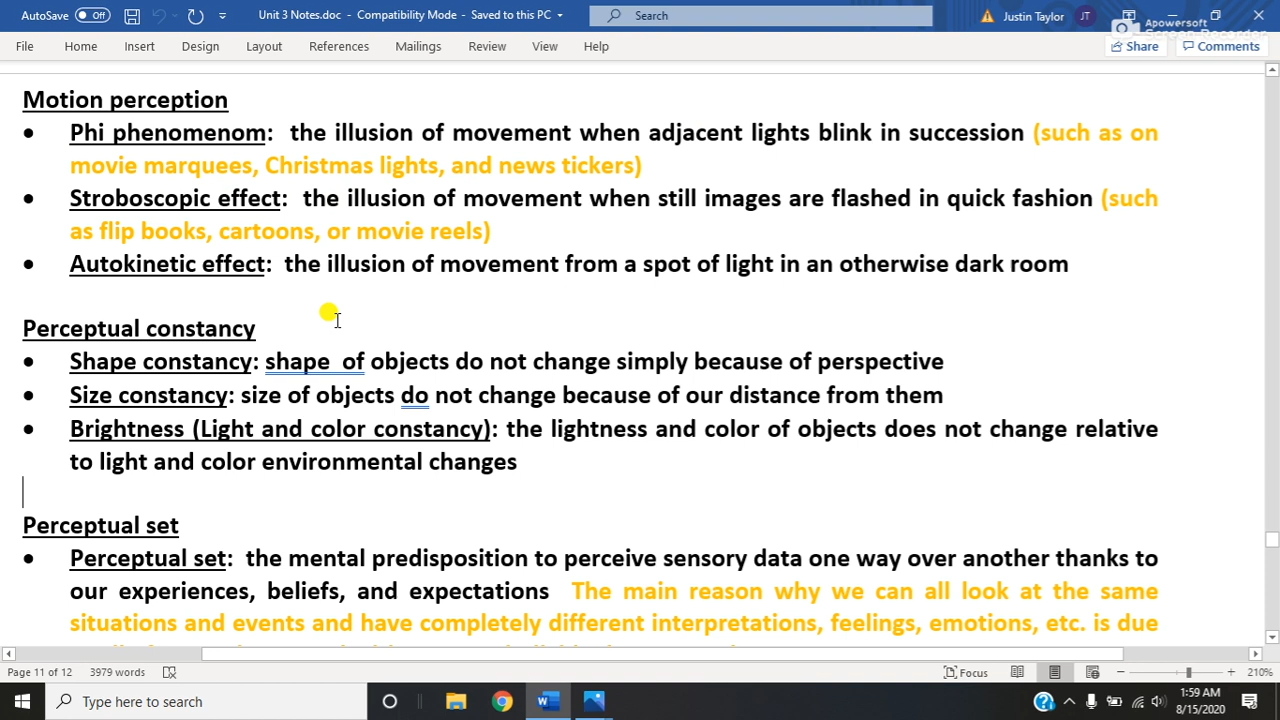 AutoSave Off Unit 3 Notes.doc - Compatibility Mode - Saved to this PC Search Justin Taylor JT
Apowersoft
Screen Recorder
File Home Insert Design Layout References Mailings Review View Help Share Comments
Motion perception
• Phi phenomenom: the illusion of movement when adjacent lights blink in succession (such as on
movie marquees, Christmas lights, and news tickers)
• Stroboscopic effect: the illusion of movement when still images are flashed in quick fashion (such
as flip books, cartoons, or movie reels)
• Autokinetic effect: the illusion of movement from a spot of light in an otherwise dark room
Perceptual constancy
• Shape constancy: shape of objects do not change simply because of perspective
• Size constancy: size of objects do not change because of our distance from them
• Brightness (Light and color constancy): the lightness and color of objects does not change relative
to light and color environmental changes
Perceptual set
• Perceptual set: the mental predisposition to perceive sensory data one way over another thanks to
our experiences, beliefs, and expectations The main reason why we can all look at the same
situations and events and have completely different interpretations, feelings, emotions, etc. is due
Page 11 of 12 3979 words Focus 210%
Type here to search 1:59 AM
8/15/2020